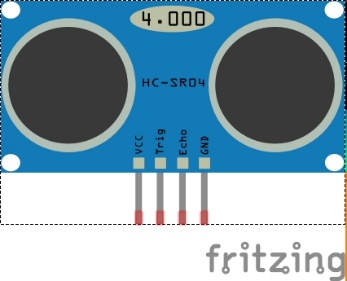 4.000
HC-SR04
VCC Trig Echo GND
fritzing